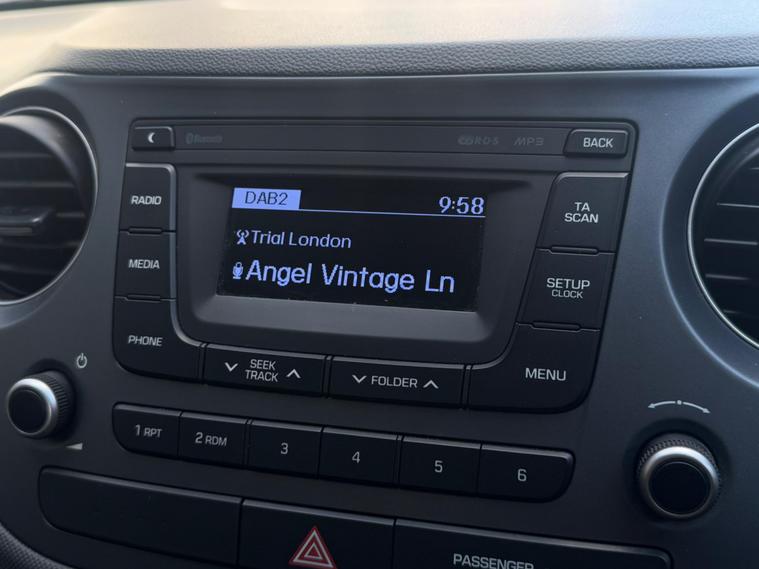 Bluetooth
RDS MP3
BACK
RADIO
MEDIA
PHONE
DAB2 9:58
Trial London
Angel Vintage Ln
TA
SCAN
SETUP
CLOCK
MENU
SEEK
TRACK
FOLDER
1 RPT 2 RDM 3 4 5 6
PASSENGER